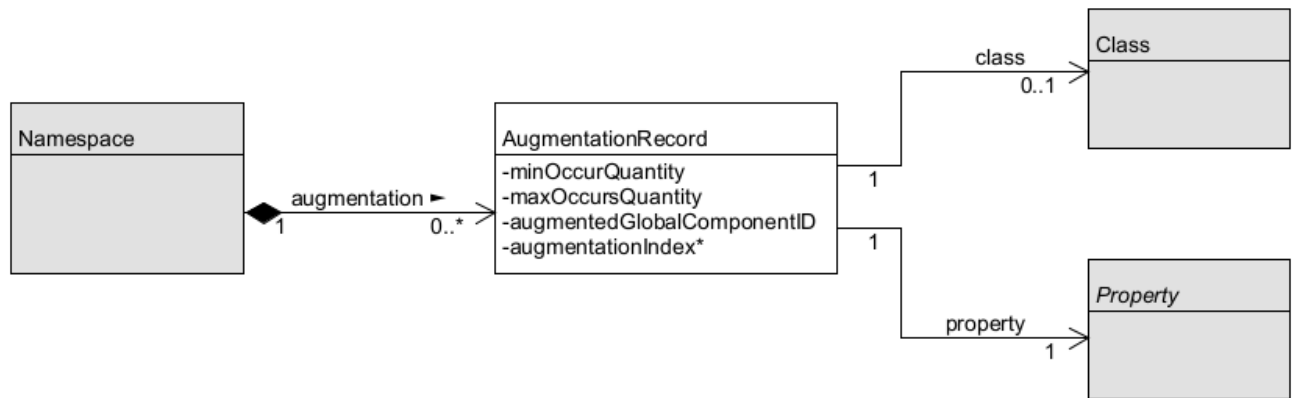 Class
class
0..1
Namespace
AugmentationRecord
-minOccurQuantity
-maxOccursQuantity
-augmentedGlobalComponentID
-augmentationIndex*
augmentation ►
1
0..*
1
1
Property
property
1